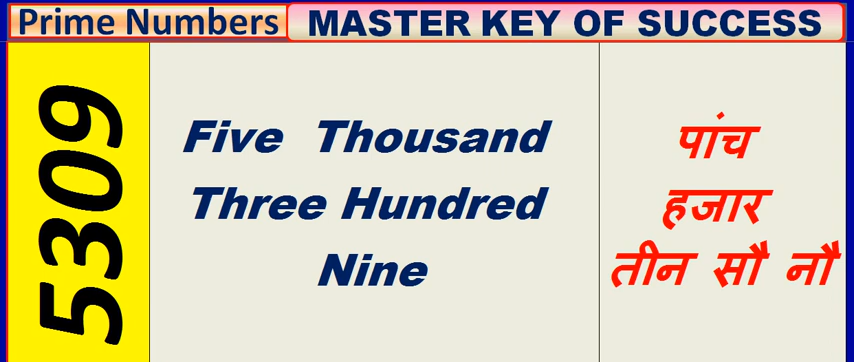 Prime Numbers
MASTER KEY OF SUCCESS
5309
Five Thousand
Three Hundred
Nine
पांच
हजार
तीन सौ नौ